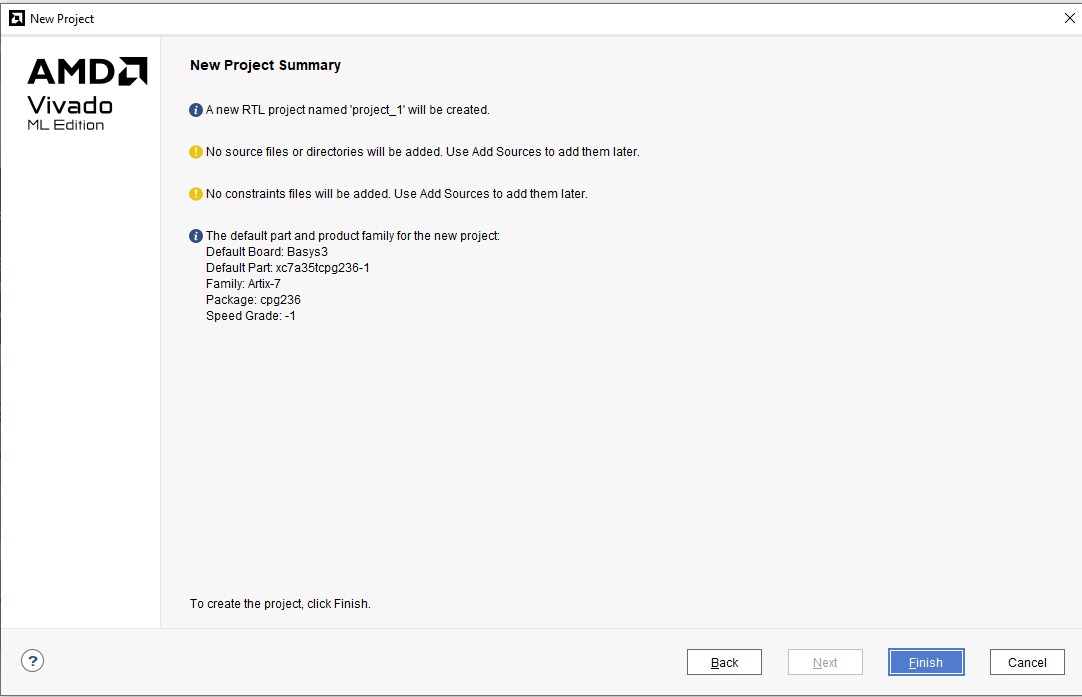 New Project
AMD
Vivado
ML Edition
New Project Summary
A new RTL project named 'project_1' will be created.
No source files or directories will be added. Use Add Sources to add them later.
No constraints files will be added. Use Add Sources to add them later.
The default part and product family for the new project:
Default Board: Basys3
Default Part: xc7a35tcpg236-1
Family: Artix-7
Package: cpg236
Speed Grade: -1
To create the project, click Finish.
?
Back
Next
Finish
Cancel